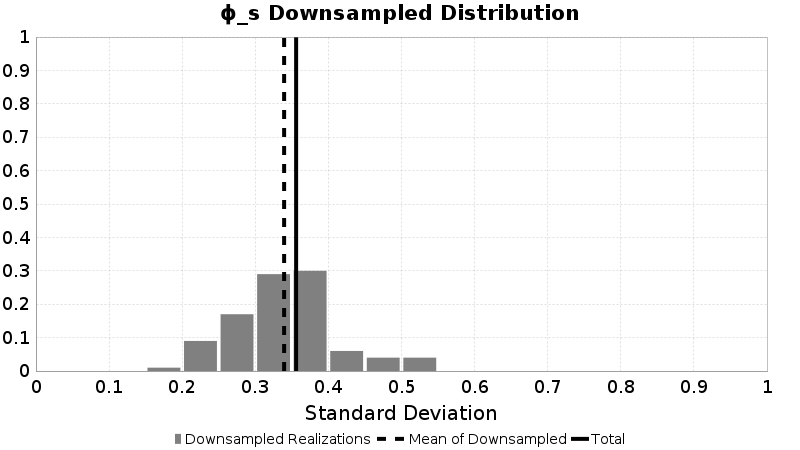 ϕ_s Downsampled Distribution
1
0.9
0.8
0.7
0.6
0.5
0.4
0.3
0.2
0.1
0
0 0.1 0.2 0.3 0.4 0.5 0.6 0.7 0.8 0.9 1
Standard Deviation
Downsampled Realizations Mean of Downsampled Total